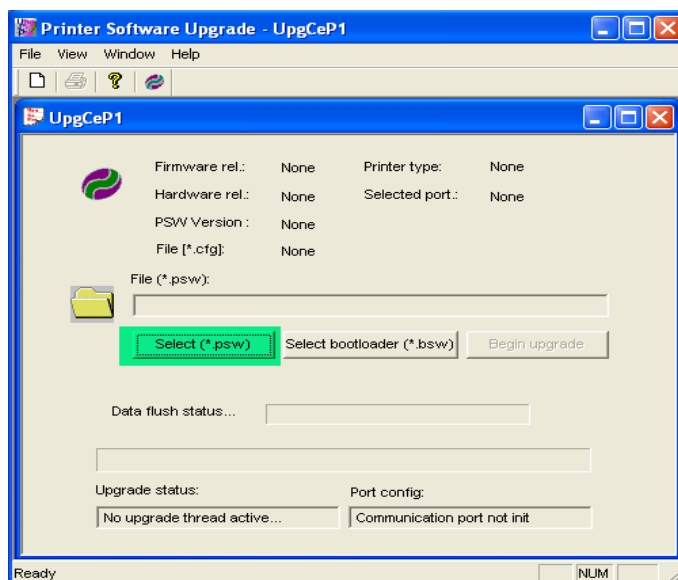 Printer Software Upgrade - UpgCeP1
File View Window Help
UpgCeP1
Firmware rel.: None Printer type: None
Hardware rel.: None Selected port.: None
PSW Version : None
File [*.cfg]: None
File (*.psw):
Select (*.psw) Select bootloader (*.bsw) Begin upgrade
Data flush status...
Upgrade status: Port config:
No upgrade thread active... Communication port not init
Ready NUM